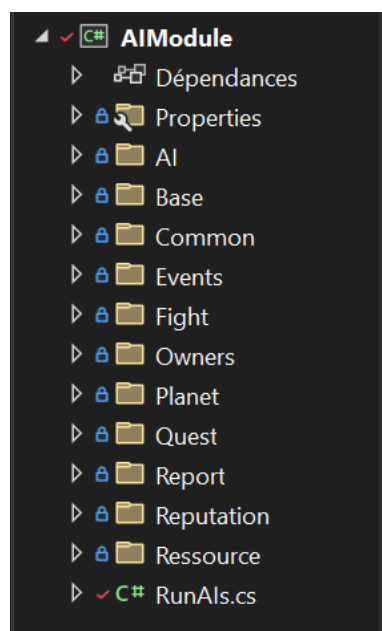 C# AIModule
Dépendances
Properties
AI
Base
Common
Events
Fight
Owners
Planet
Quest
Report
Reputation
Ressource
C# RunAIs.cs